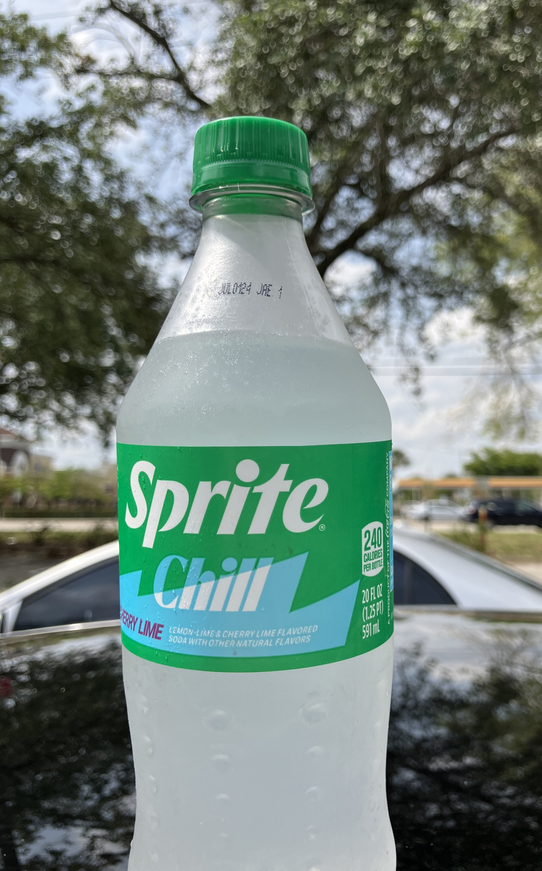 JUL0124 JAE 1
Sprite®
Chill
CHERRY LIME
LEMON-LIME & CHERRY LIME FLAVORED
SODA WITH OTHER NATURAL FLAVORS
240
CALORIES
PER BOTTLE
20 FL OZ
(1.25 PT)
591 mL